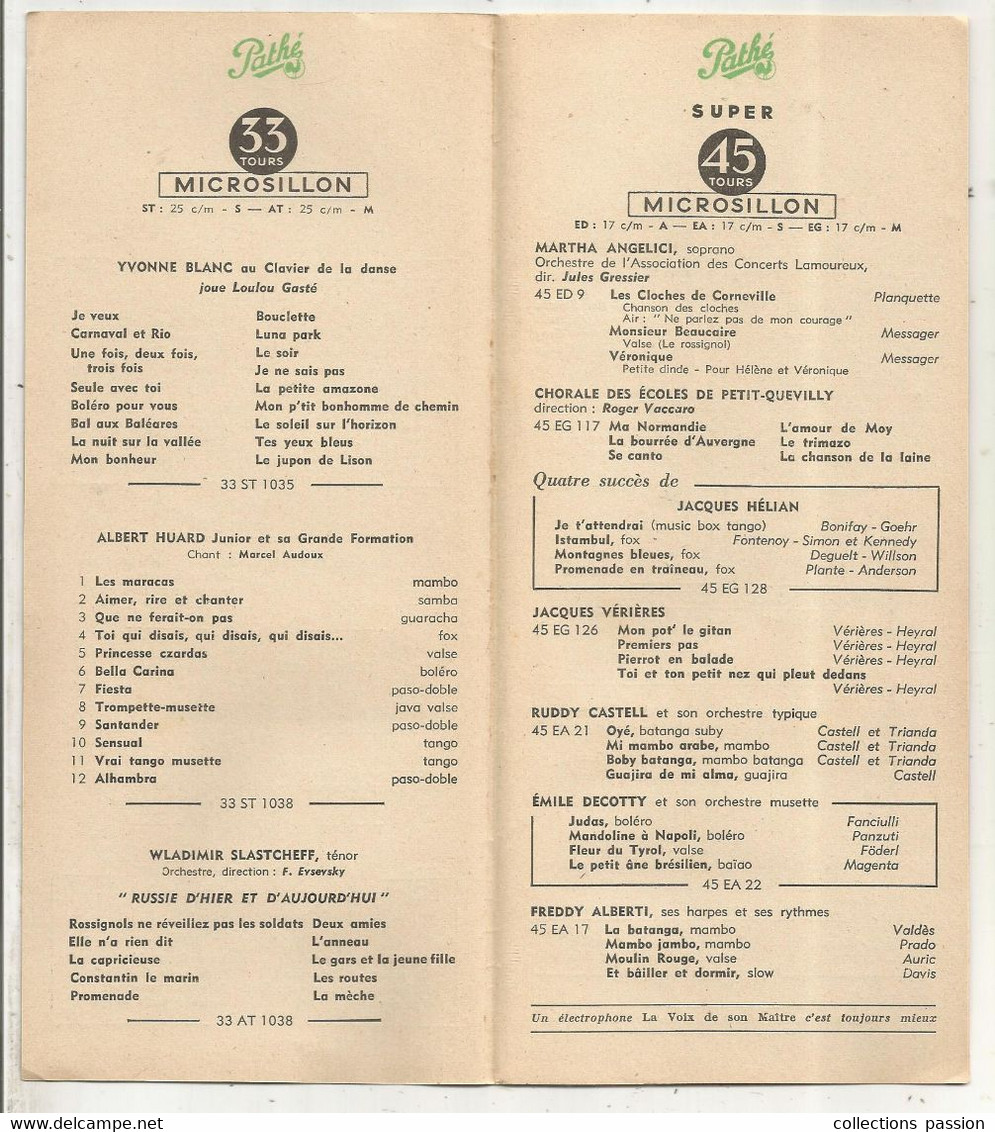 Pathé
33
TOURS
MICROSILLON
ST : 25 c/m - S — AT : 25 c/m - M
YVONNE BLANC au Clavier de la danse
joue Loulou Gasté
Je veux Bouclette
Carnaval et Rio Luna park
Une fois, deux fois, Le soir
trois fois Je ne sais pas
Seule avec toi La petite amazone
Boléro pour vous Mon p'tit bonhomme de chemin
Bal aux Baléares Le soleil sur l'horizon
La nuit sur la vallée Tes yeux bleus
Mon bonheur Le jupon de Lison
33 ST 1035
ALBERT HUARD Junior et sa Grande Formation
Chant : Marcel Audoux
1 Les maracas mambo
2 Aimer, rire et chanter samba
3 Que ne ferait-on pas guaracha
4 Toi qui disais, qui disais, qui disais... fox
5 Princesse czardas valse
6 Bella Carina boléro
7 Fiesta paso-doble
8 Trompette-musette java valse
9 Santander paso-doble
10 Sensual tango
11 Vrai tango musette tango
12 Alhambra paso-doble
33 ST 1038
WLADIMIR SLASTCHEFF, ténor
Orchestre, direction : F. Evsevsky
" RUSSIE D'HIER ET D'AUJOURD'HUI "
Rossignols ne réveillez pas les soldats Deux amies
Elle n'a rien dit L'anneau
La capricieuse Le gars et la jeune fille
Constantin le marin Les routes
Promenade La mèche
33 AT 1038
Pathé
SUPER
45
TOURS
MICROSILLON
ED : 17 c/m - A — EA : 17 c/m - S — EG : 17 c/m - M
MARTHA ANGELICI, soprano
Orchestre de l'Association des Concerts Lamoureux,
dir. Jules Gressier
45 ED 9 Les Cloches de Corneville Planquette
Chanson des cloches
Air : " Ne parlez pas de mon courage "
Monsieur Beaucaire Messager
Valse (Le rossignol)
Véronique Messager
Petite dinde - Pour Hélène et Véronique
CHORALE DES ÉCOLES DE PETIT-QUEVILLY
direction : Roger Vaccaro
45 EG 117 Ma Normandie L'amour de Moy
La bourrée d'Auvergne Le trimazo
Se canto La chanson de la laine
Quatre succès de
JACQUES HÉLIAN
Je t'attendrai (music box tango) Bonifay - Goehr
Istambul, fox Fontenoy - Simon et Kennedy
Montagnes bleues, fox Deguelt - Willson
Promenade en traîneau, fox Plante - Anderson
45 EG 128
JACQUES VÉRIÈRES
45 EG 126 Mon pot' le gitan Vérières - Heyral
Premiers pas Vérières - Heyral
Pierrot en balade Vérières - Heyral
Toi et ton petit nez qui pleut dedans
Vérières - Heyral
RUDDY CASTELL et son orchestre typique
45 EA 21 Oyé, batanga suby Castell et Trianda
Mi mambo arabe, mambo Castell et Trianda
Boby batanga, mambo batanga Castell et Trianda
Guajira de mi alma, guajira Castell
ÉMILE DECOTTY et son orchestre musette
Judas, boléro Fanciulli
Mandoline à Napoli, boléro Panzuti
Fleur du Tyrol, valse Föderl
Le petit âne brésilien, baïao Magenta
45 EA 22
FREDDY ALBERTI, ses harpes et ses rythmes
45 EA 17 La batanga, mambo Valdès
Mambo jambo, mambo Prado
Moulin Rouge, valse Auric
Et bâiller et dormir, slow Davis
Un électrophone La Voix de son Maître c'est toujours mieux
collections passion